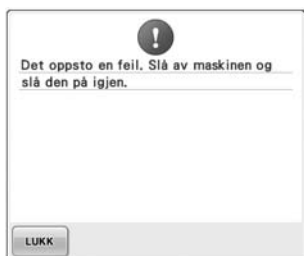 Det oppsto en feil. Slå av maskinen og
slå den på igjen.
LUKK